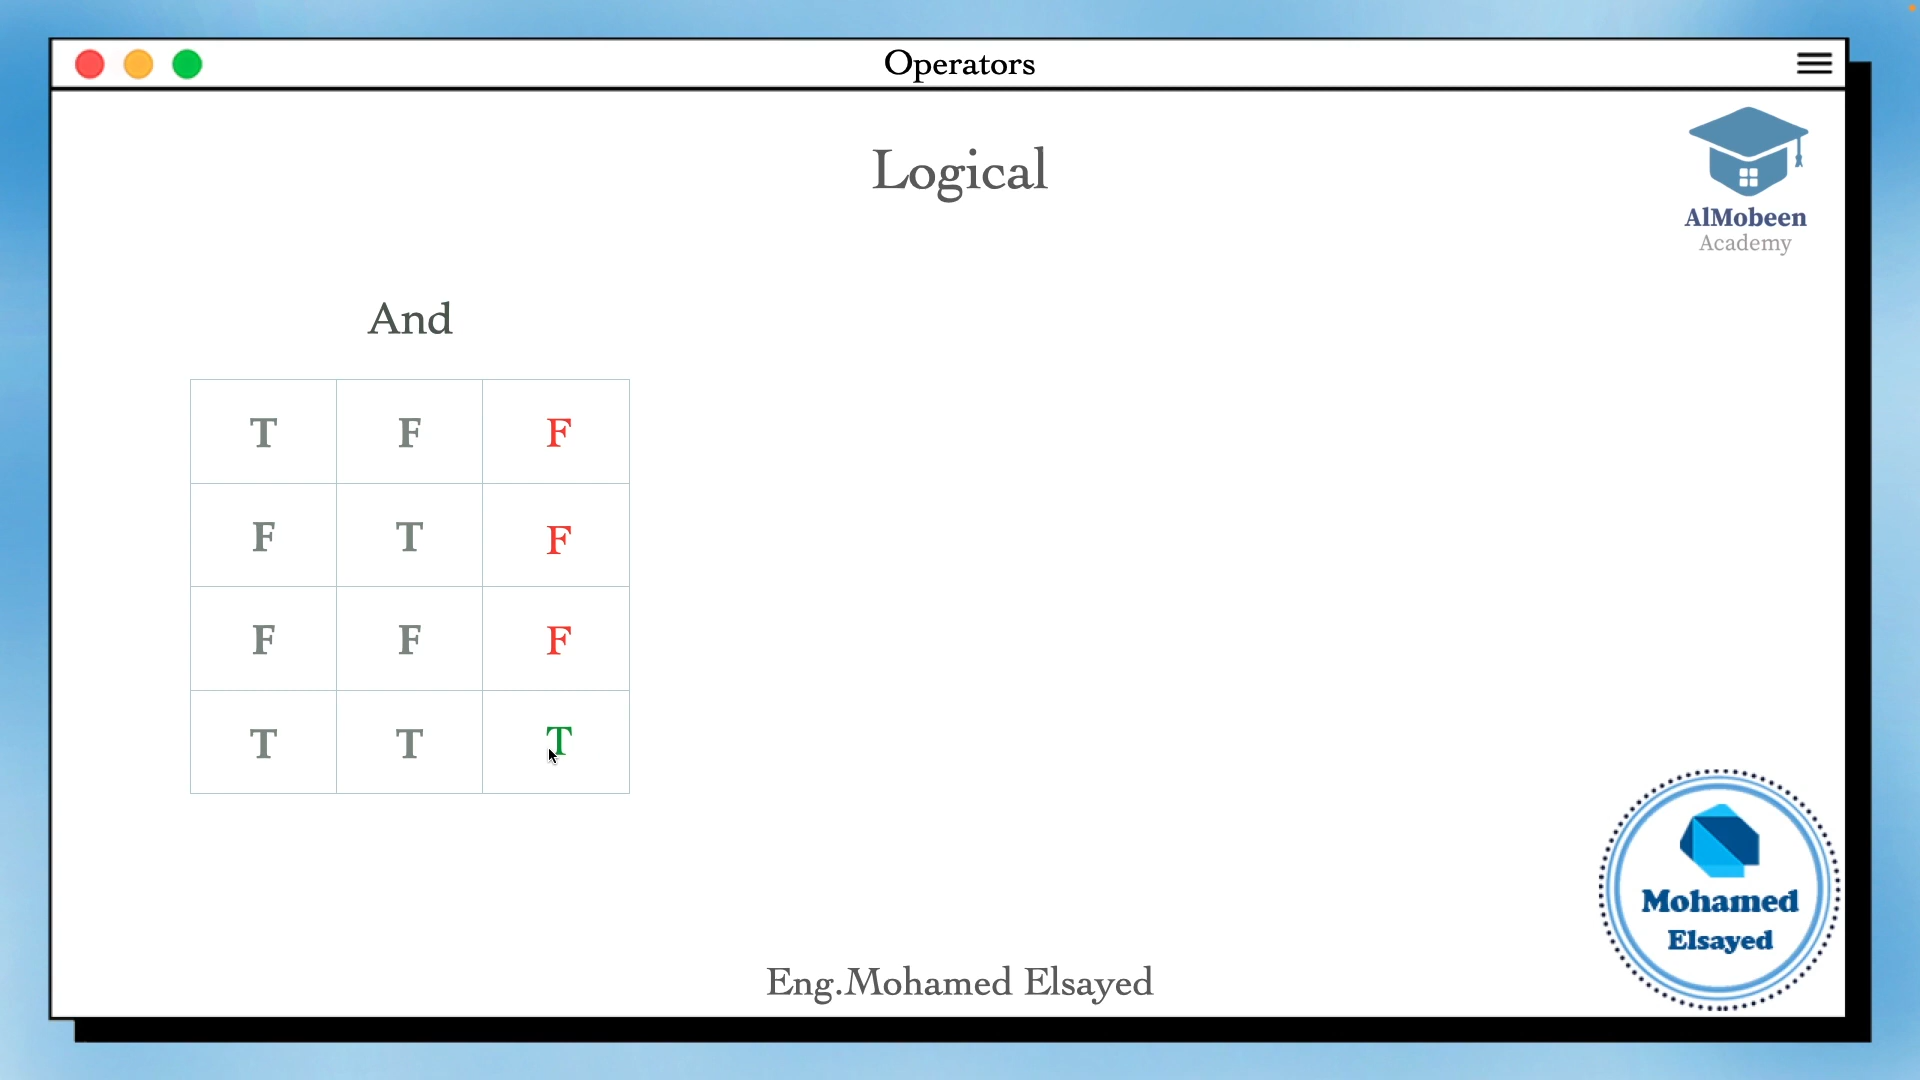 Operators
Logical
AlMobeen
Academy
And
T F F
F T F
F F F
T T T
Mohamed
Elsayed
Eng.Mohamed Elsayed